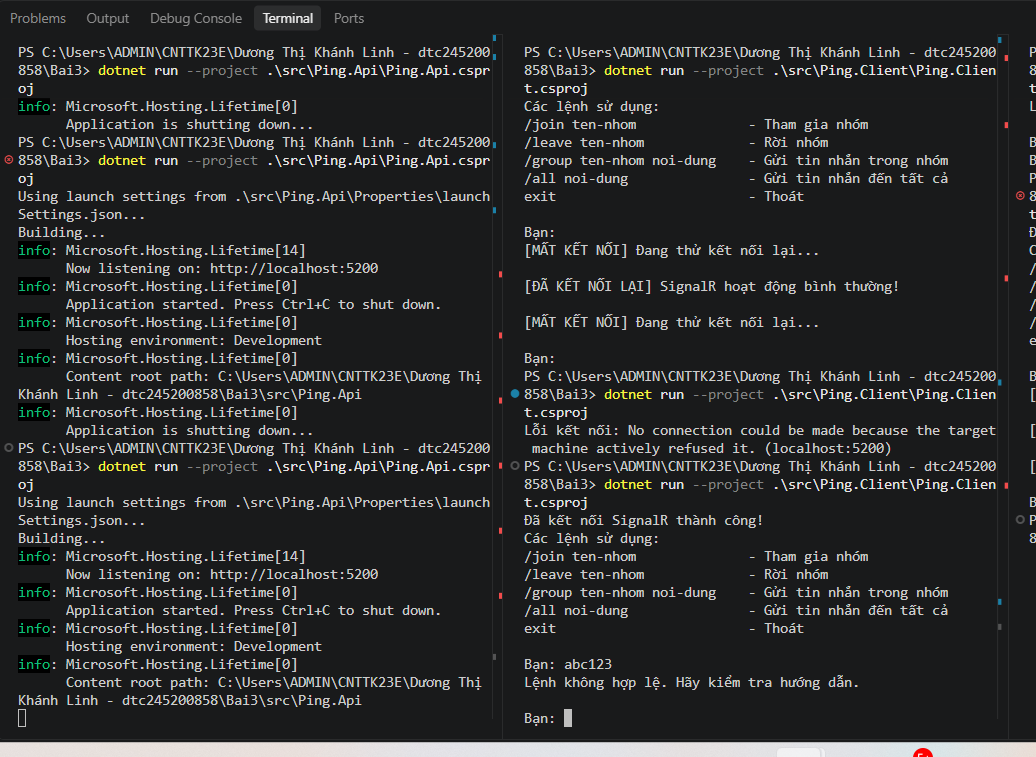 Problems Output Debug Console Terminal Ports
PS C:\Users\ADMIN\CNTTK23E\Dương Thị Khánh Linh - dtc245200
858\Bai3> dotnet run --project .\src\Ping.Api\Ping.Api.cspr
oj
info: Microsoft.Hosting.Lifetime[0]
Application is shutting down...
PS C:\Users\ADMIN\CNTTK23E\Dương Thị Khánh Linh - dtc245200
858\Bai3> dotnet run --project .\src\Ping.Api\Ping.Api.cspr
oj
Using launch settings from .\src\Ping.Api\Properties\launch
Settings.json...
Building...
info: Microsoft.Hosting.Lifetime[14]
Now listening on: http://localhost:5200
info: Microsoft.Hosting.Lifetime[0]
Application started. Press Ctrl+C to shut down.
info: Microsoft.Hosting.Lifetime[0]
Hosting environment: Development
info: Microsoft.Hosting.Lifetime[0]
Content root path: C:\Users\ADMIN\CNTTK23E\Dương Thị
Khánh Linh - dtc245200858\Bai3\src\Ping.Api
info: Microsoft.Hosting.Lifetime[0]
Application is shutting down...
PS C:\Users\ADMIN\CNTTK23E\Dương Thị Khánh Linh - dtc245200
858\Bai3> dotnet run --project .\src\Ping.Api\Ping.Api.cspr
oj
Using launch settings from .\src\Ping.Api\Properties\launch
Settings.json...
Building...
info: Microsoft.Hosting.Lifetime[14]
Now listening on: http://localhost:5200
info: Microsoft.Hosting.Lifetime[0]
Application started. Press Ctrl+C to shut down.
info: Microsoft.Hosting.Lifetime[0]
Hosting environment: Development
info: Microsoft.Hosting.Lifetime[0]
Content root path: C:\Users\ADMIN\CNTTK23E\Dương Thị
Khánh Linh - dtc245200858\Bai3\src\Ping.Api
PS C:\Users\ADMIN\CNTTK23E\Dương Thị Khánh Linh - dtc245200
858\Bai3> dotnet run --project .\src\Ping.Client\Ping.Clien
t.csproj
Các lệnh sử dụng:
/join ten-nhom - Tham gia nhóm
/leave ten-nhom - Rời nhóm
/group ten-nhom noi-dung - Gửi tin nhắn trong nhóm
/all noi-dung - Gửi tin nhắn đến tất cả
exit - Thoát
Bạn:
[MẤT KẾT NỐI] Đang thử kết nối lại...
[ĐÃ KẾT NỐI LẠI] SignalR hoạt động bình thường!
[MẤT KẾT NỐI] Đang thử kết nối lại...
Bạn:
PS C:\Users\ADMIN\CNTTK23E\Dương Thị Khánh Linh - dtc245200
858\Bai3> dotnet run --project .\src\Ping.Client\Ping.Clien
t.csproj
Lỗi kết nối: No connection could be made because the target
machine actively refused it. (localhost:5200)
PS C:\Users\ADMIN\CNTTK23E\Dương Thị Khánh Linh - dtc245200
858\Bai3> dotnet run --project .\src\Ping.Client\Ping.Clien
t.csproj
Đã kết nối SignalR thành công!
Các lệnh sử dụng:
/join ten-nhom - Tham gia nhóm
/leave ten-nhom - Rời nhóm
/group ten-nhom noi-dung - Gửi tin nhắn trong nhóm
/all noi-dung - Gửi tin nhắn đến tất cả
exit - Thoát
Bạn: abc123
Lệnh không hợp lệ. Hãy kiểm tra hướng dẫn.
Bạn: